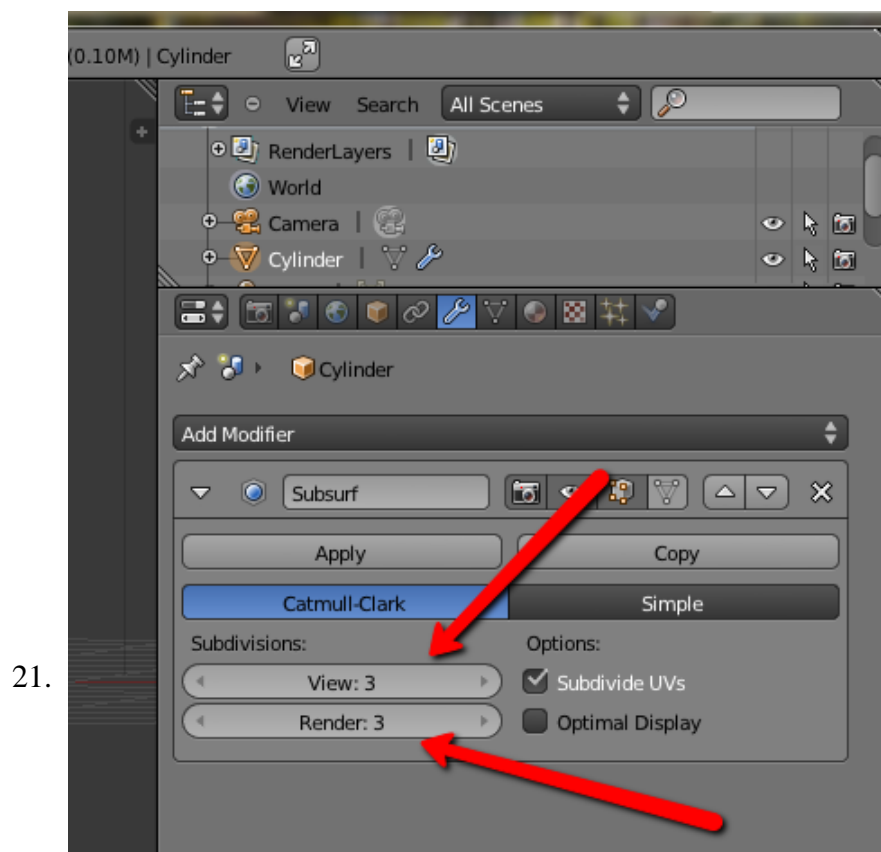 (0.10M) | Cylinder
View Search All Scenes
RenderLayers |
World
Camera |
Cylinder |
Cylinder
Add Modifier
Subsurf
Apply Copy
Catmull-Clark Simple
Subdivisions: Options:
21. View: 3 Subdivide UVs
Render: 3 Optimal Display